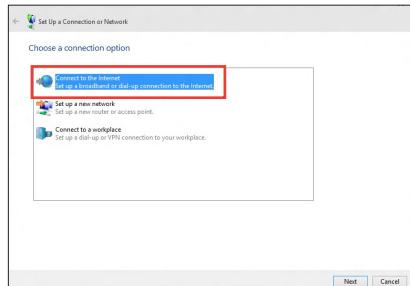 Set Up a Connection or Network
Choose a connection option
Connect to the Internet
Set up a broadband or dial-up connection to the Internet.
Set up a new network
Set up a new router or access point.
Connect to a workplace
Set up a dial-up or VPN connection to your workplace.
Next Cancel